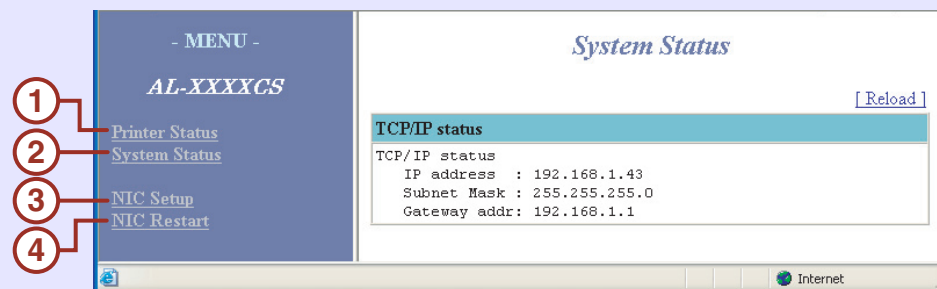 - MENU -
AL-XXXXCS
1
Printer Status
2
System Status
3
NIC Setup
4
NIC Restart
System Status
[ Reload ]
TCP/IP status
TCP/IP status
IP address : 192.168.1.43
Subnet Mask : 255.255.255.0
Gateway addr: 192.168.1.1
Internet